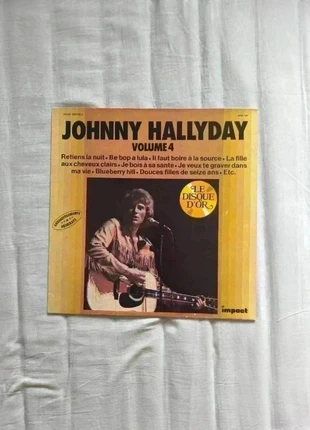 JOHNNY HALLYDAY
VOLUME 4
Retiens la nuit • Be bop a lula • Il faut boire à la source • La fille
aux cheveux clairs • Je bois à sa santé • Je veux te graver dans
ma vie • Blueberry hill • Douces filles de seize ans • Etc.
LE
DISQUE
D'OR
impact